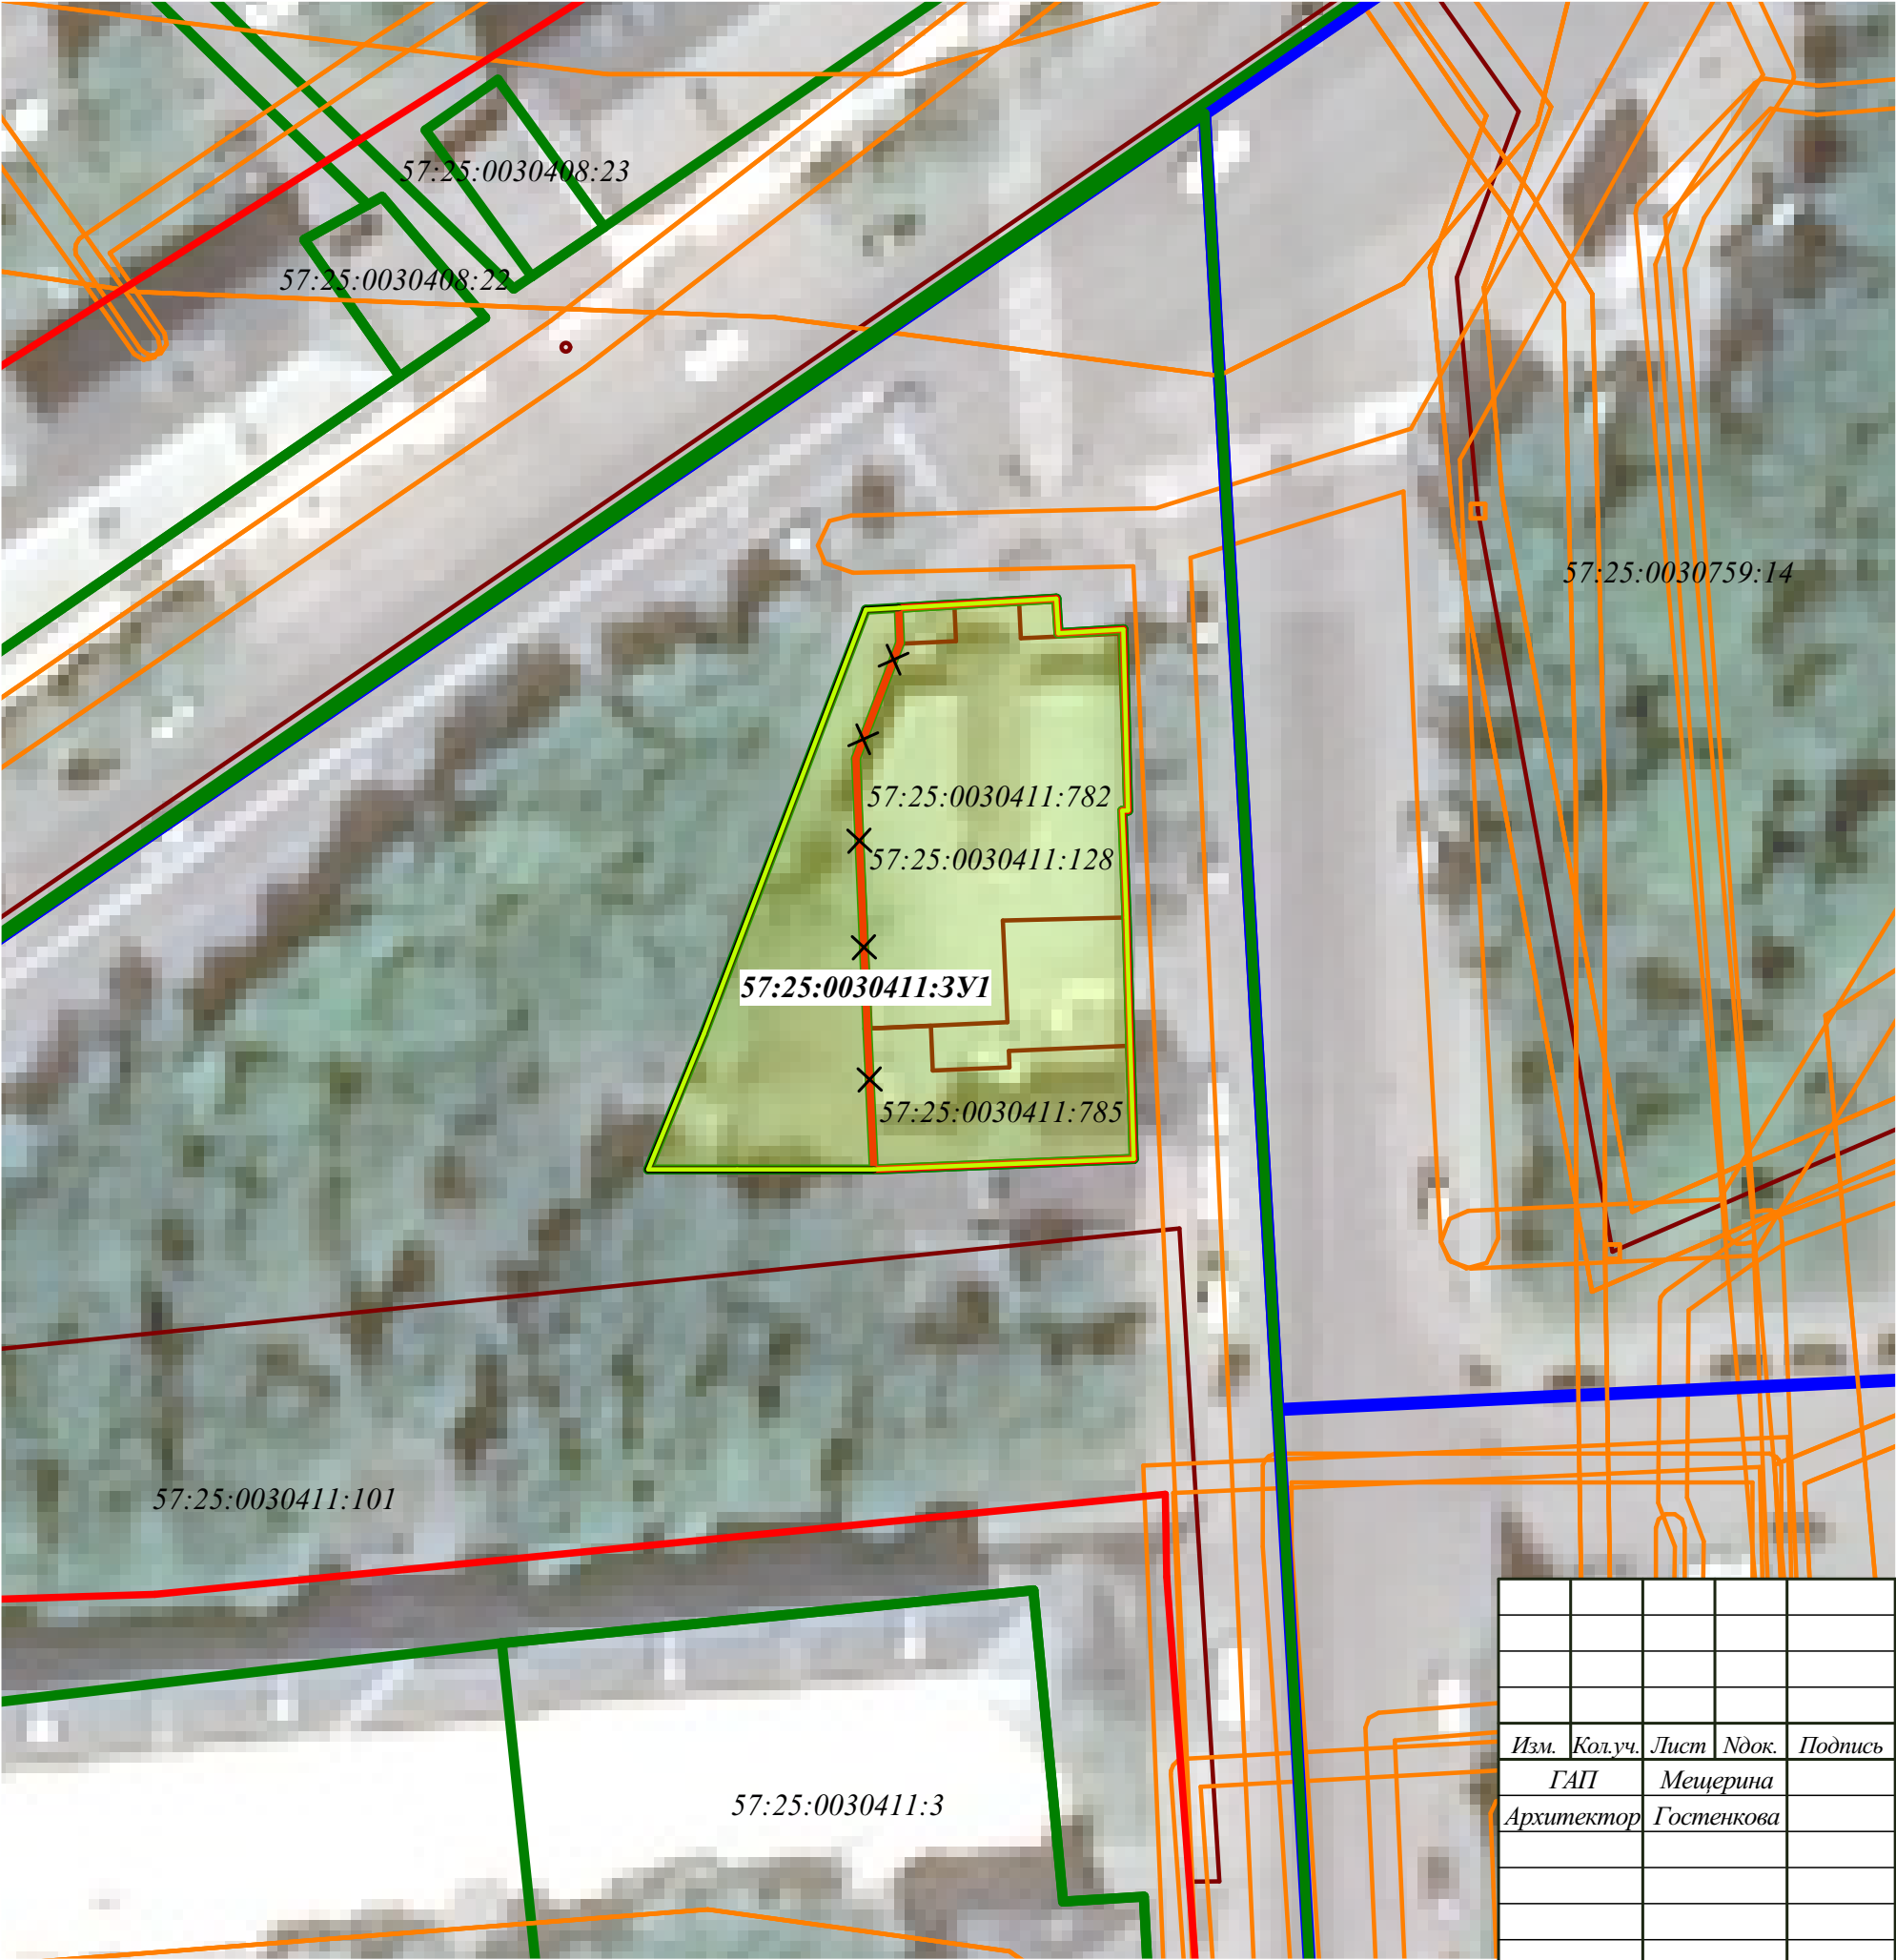 57:25:0030408:23
57:25:0030408:22
57:25:0030759:14
57:25:0030411:782
57:25:0030411:128
57:25:0030411:ЗУ1
57:25:0030411:785
57:25:0030411:101
57:25:0030411:3
Изм. Кол.уч. Лист Nдок. Подпись
ГАП Мещерина
Архитектор Гостенкова